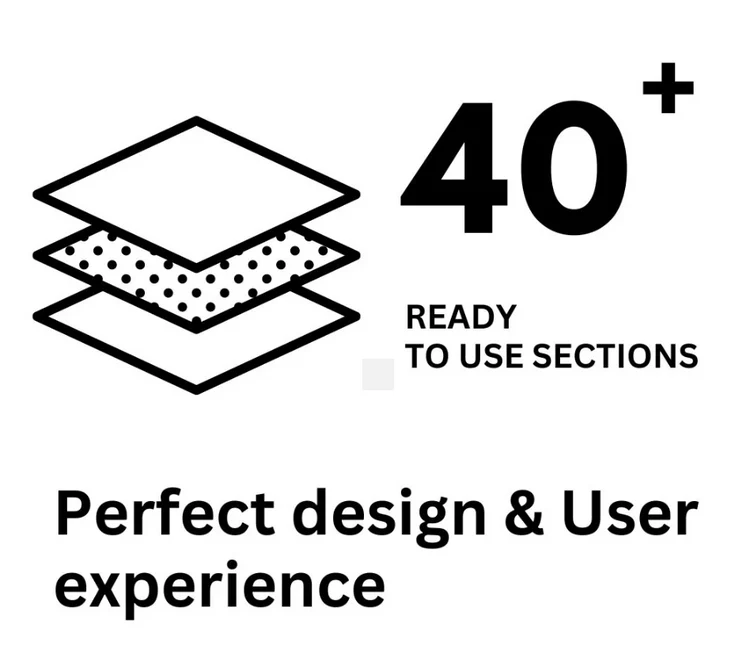 40+
READY
TO USE SECTIONS
Perfect design & User
experience